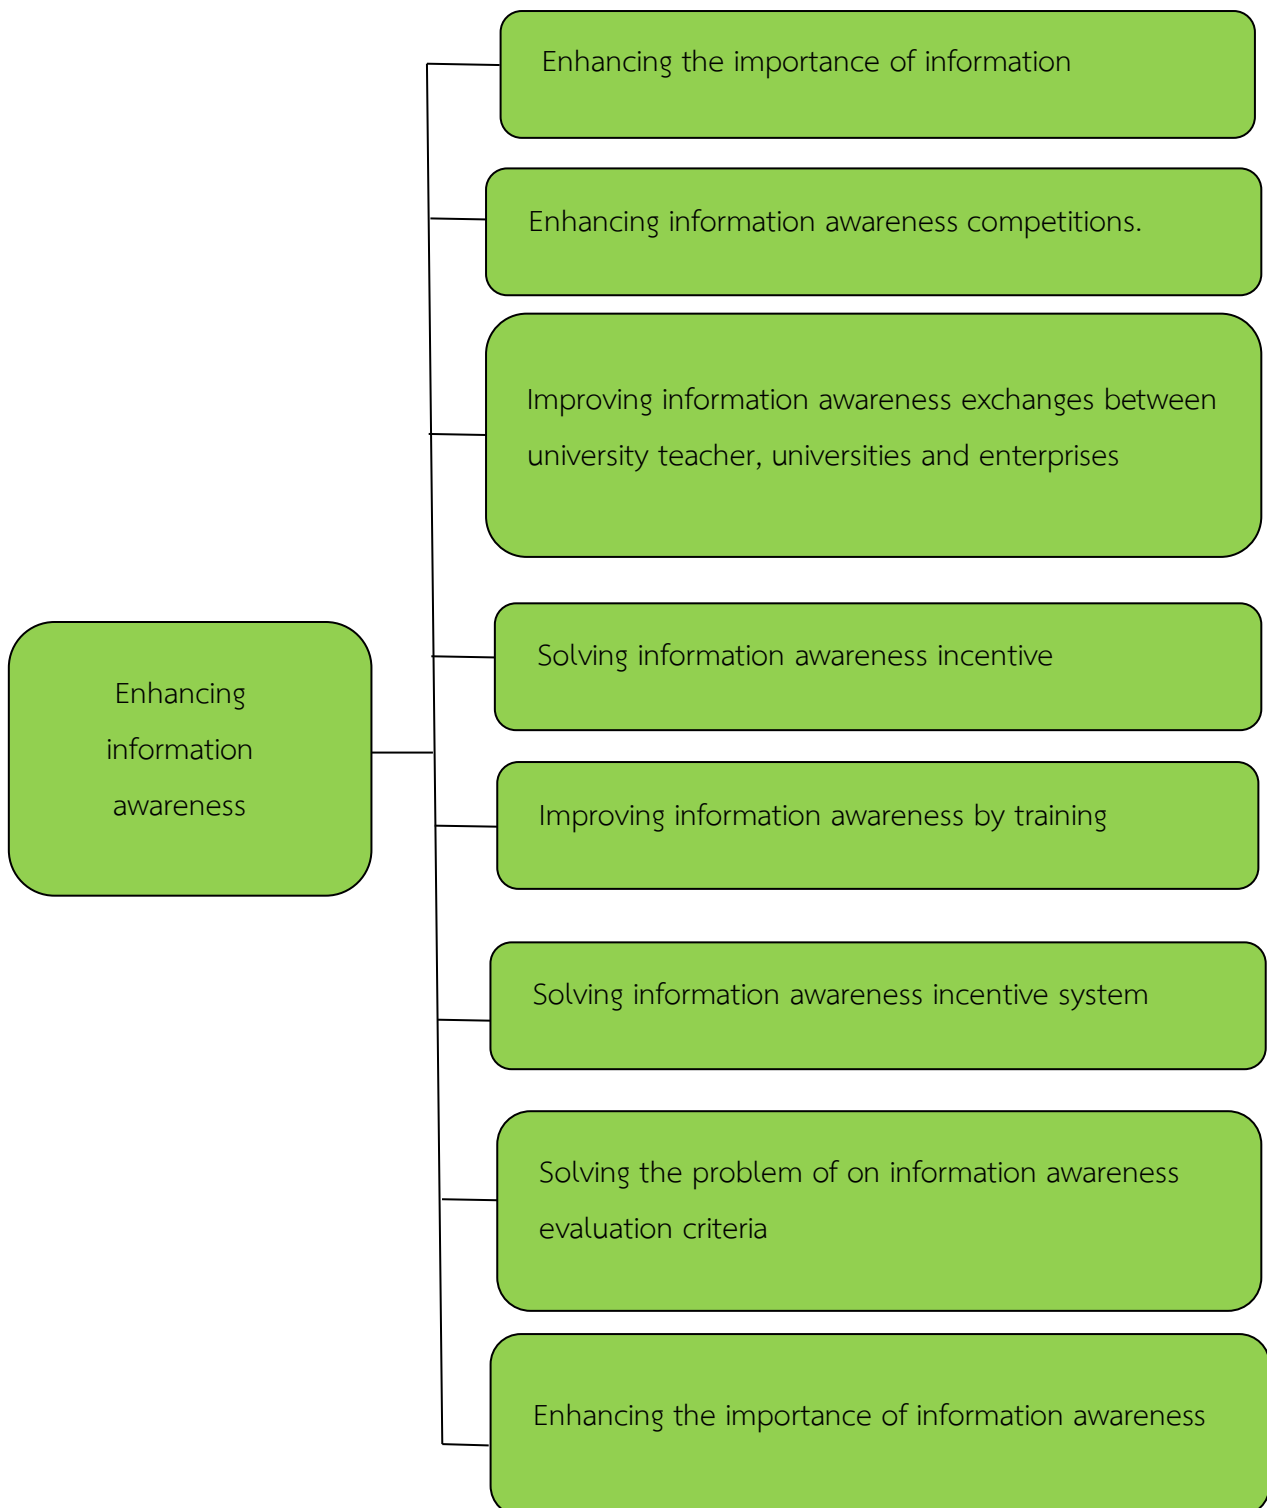 Enhancing the importance of information
Enhancing information awareness competitions.
Improving information awareness exchanges between
university teacher, universities and enterprises
Solving information awareness incentive
Enhancing
information
awareness
Improving information awareness by training
Solving information awareness incentive system
Solving the problem of on information awareness
evaluation criteria
Enhancing the importance of information awareness